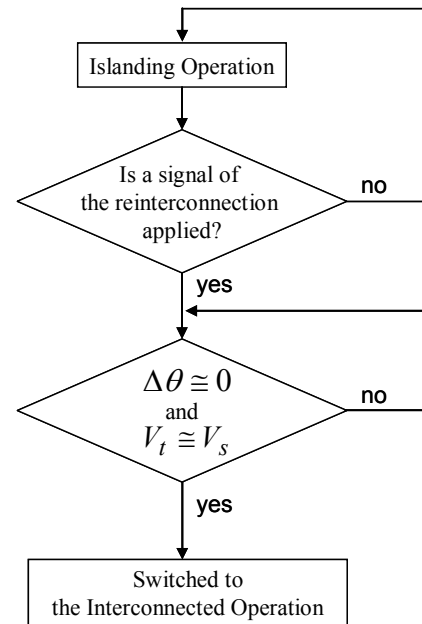 Islanding Operation
Is a signal of
the reinterconnection
applied?
no
yes
Δθ ≅ 0
and
V_t ≅ V_s
no
yes
Switched to
the Interconnected Operation